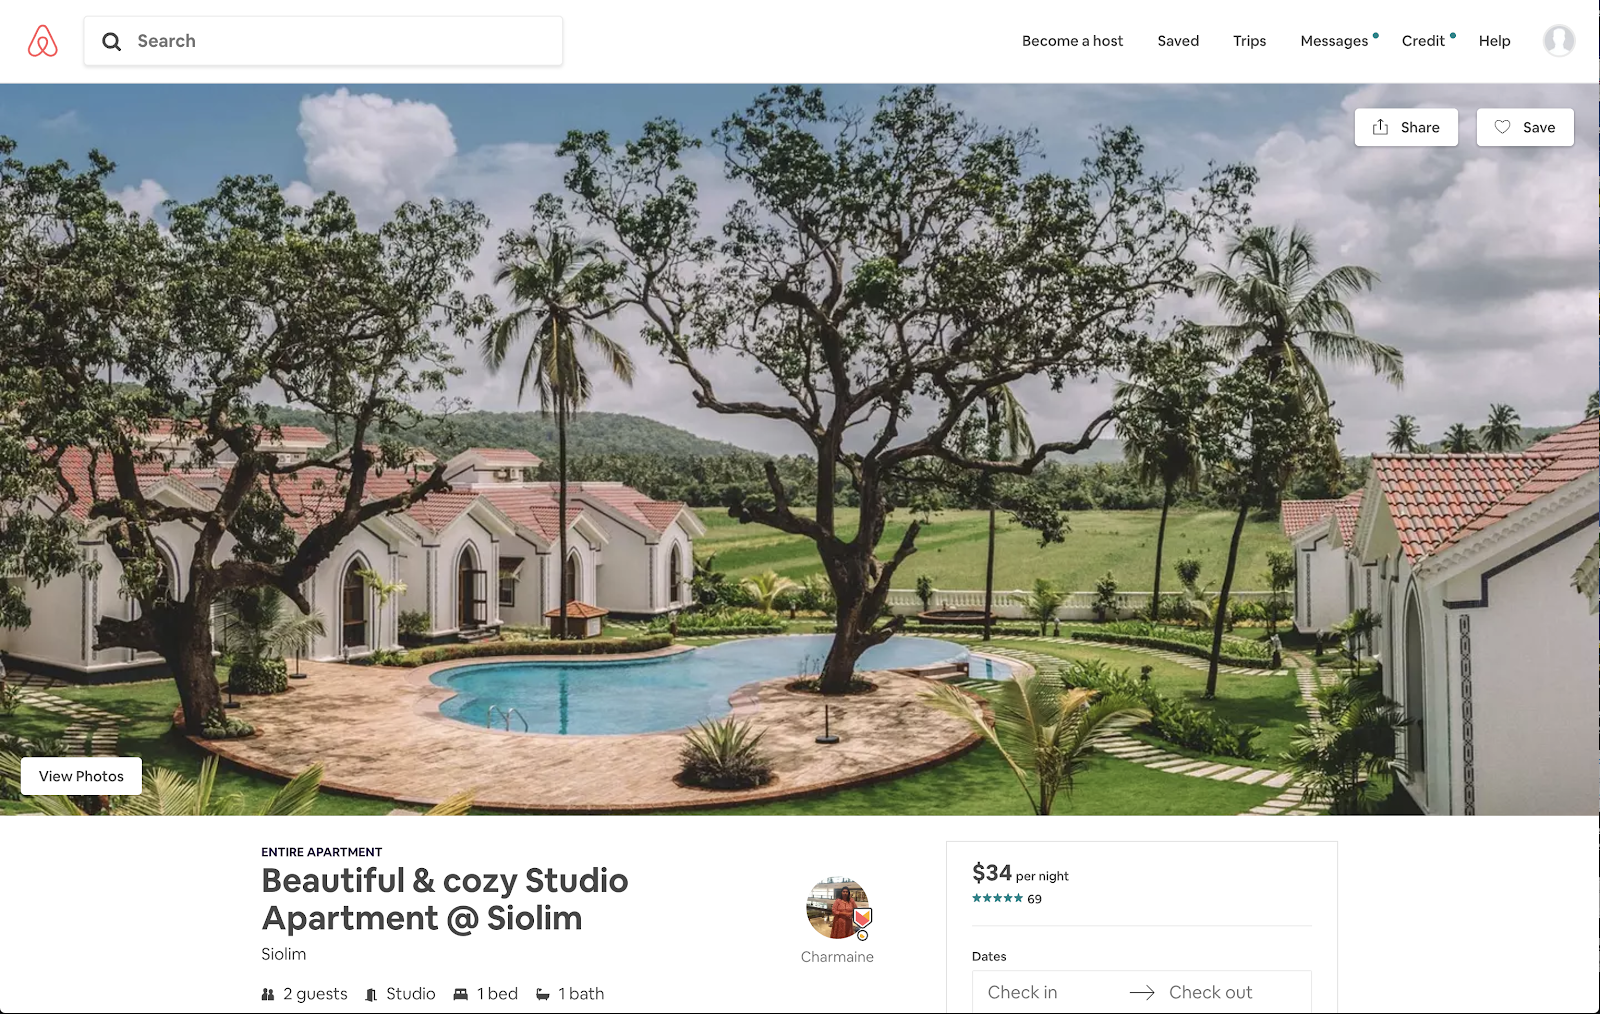 Search
Become a host Saved Trips Messages Credit Help
Share Save
View Photos
ENTIRE APARTMENT
Beautiful & cozy Studio
Apartment @ Siolim
Siolim
2 guests Studio 1 bed 1 bath
Charmaine
$34 per night
69
Dates
Check in → Check out